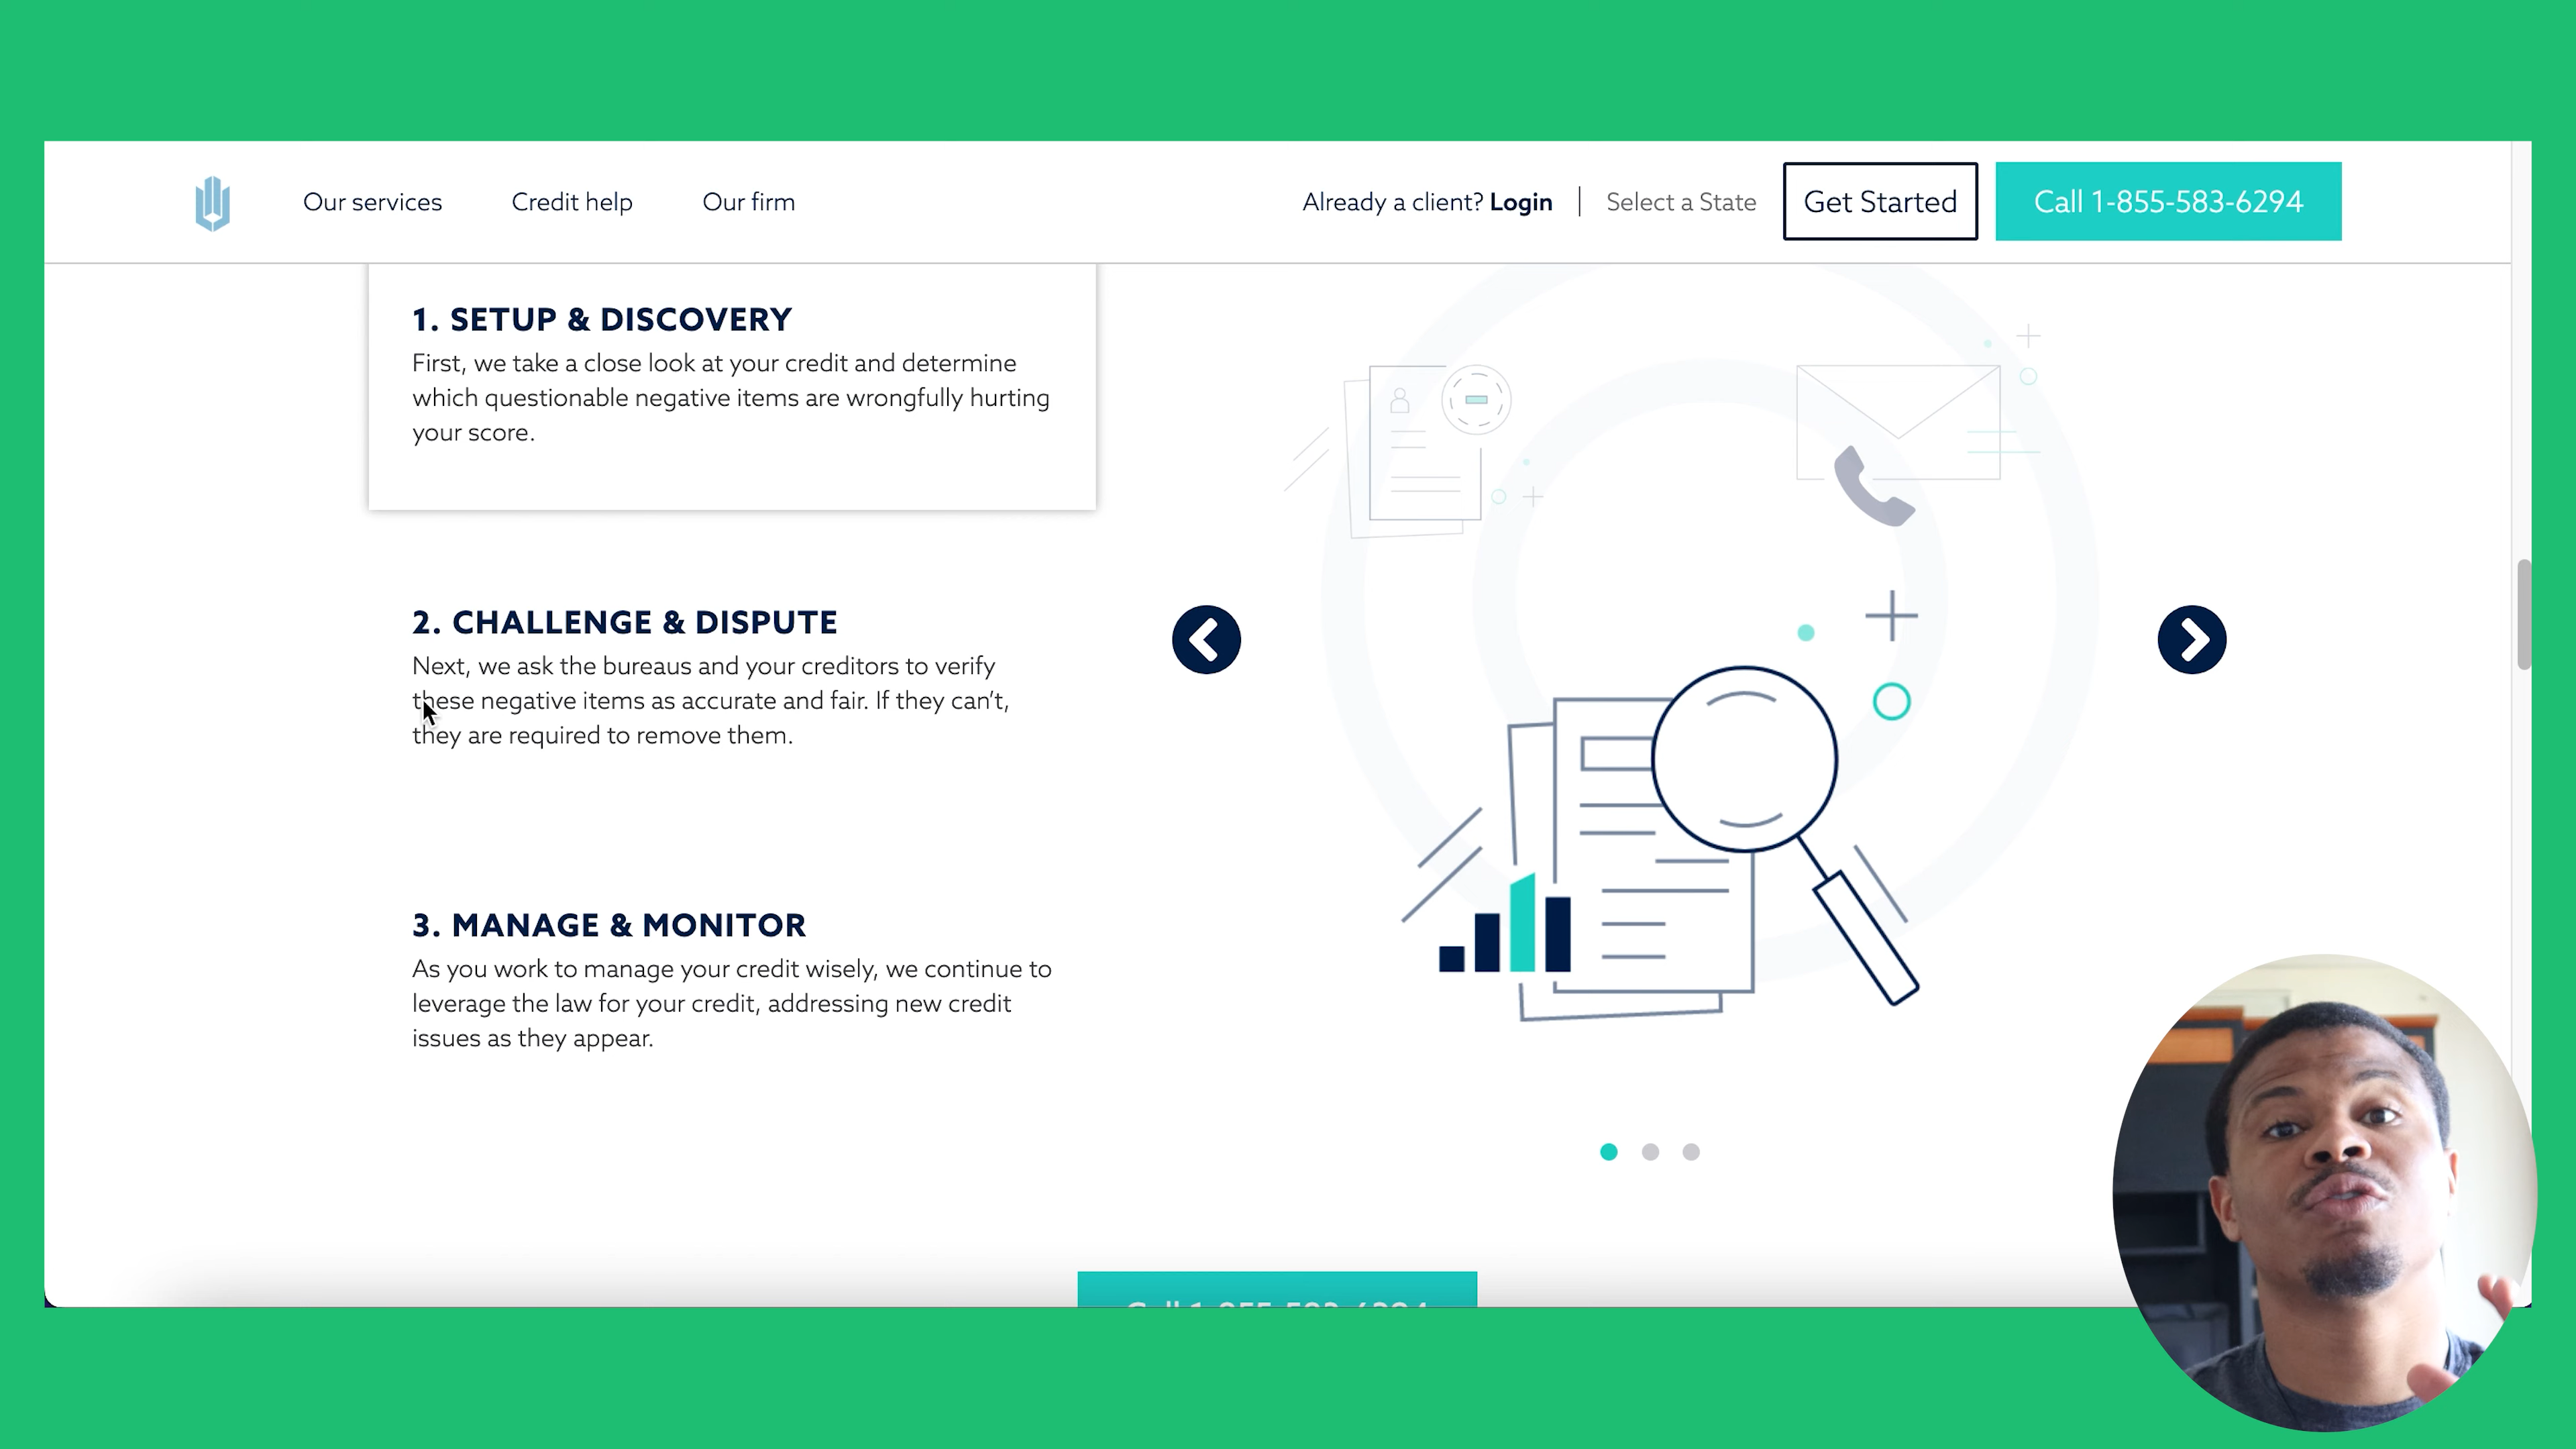 Our services
Credit help
Our firm
Already a client? Login
Select a State
Get Started
Call 1-855-583-6294
1. SETUP & DISCOVERY
First, we take a close look at your credit and determine
which questionable negative items are wrongfully hurting
your score.
2. CHALLENGE & DISPUTE
Next, we ask the bureaus and your creditors to verify
these negative items as accurate and fair. If they can't,
they are required to remove them.
3. MANAGE & MONITOR
As you work to manage your credit wisely, we continue to
leverage the law for your credit, addressing new credit
issues as they appear.
Call 1-855-583-6294